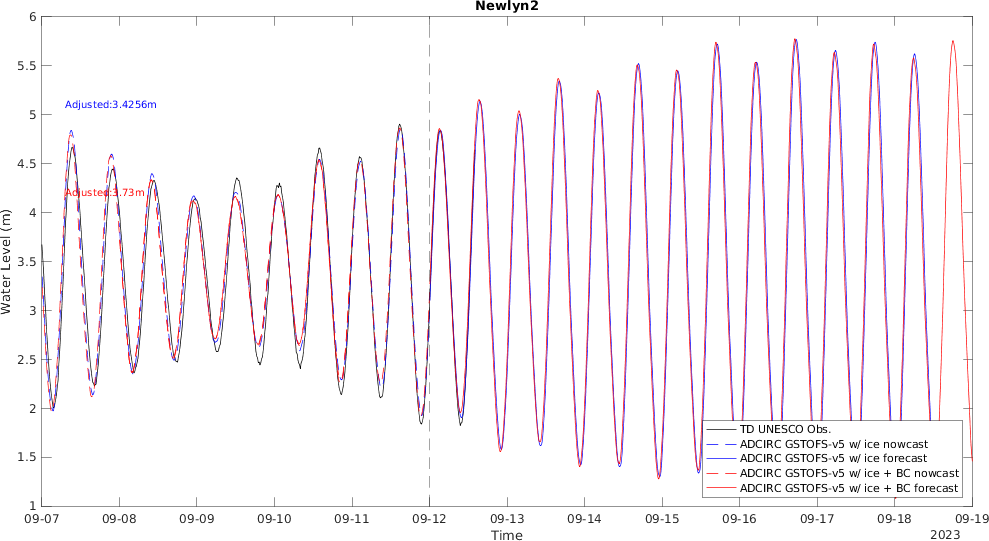 Newlyn2
6
5.5
5
4.5
4
3.5
3
2.5
2
1.5
1
Water Level (m)
Adjusted:3.4256m
Adjusted:3.73m
TD UNESCO Obs.
ADCIRC GSTOFS-v5 w/ ice nowcast
ADCIRC GSTOFS-v5 w/ ice forecast
ADCIRC GSTOFS-v5 w/ ice + BC nowcast
ADCIRC GSTOFS-v5 w/ ice + BC forecast
09-07 09-08 09-09 09-10 09-11 09-12 09-13 09-14 09-15 09-16 09-17 09-18 09-19
Time
2023